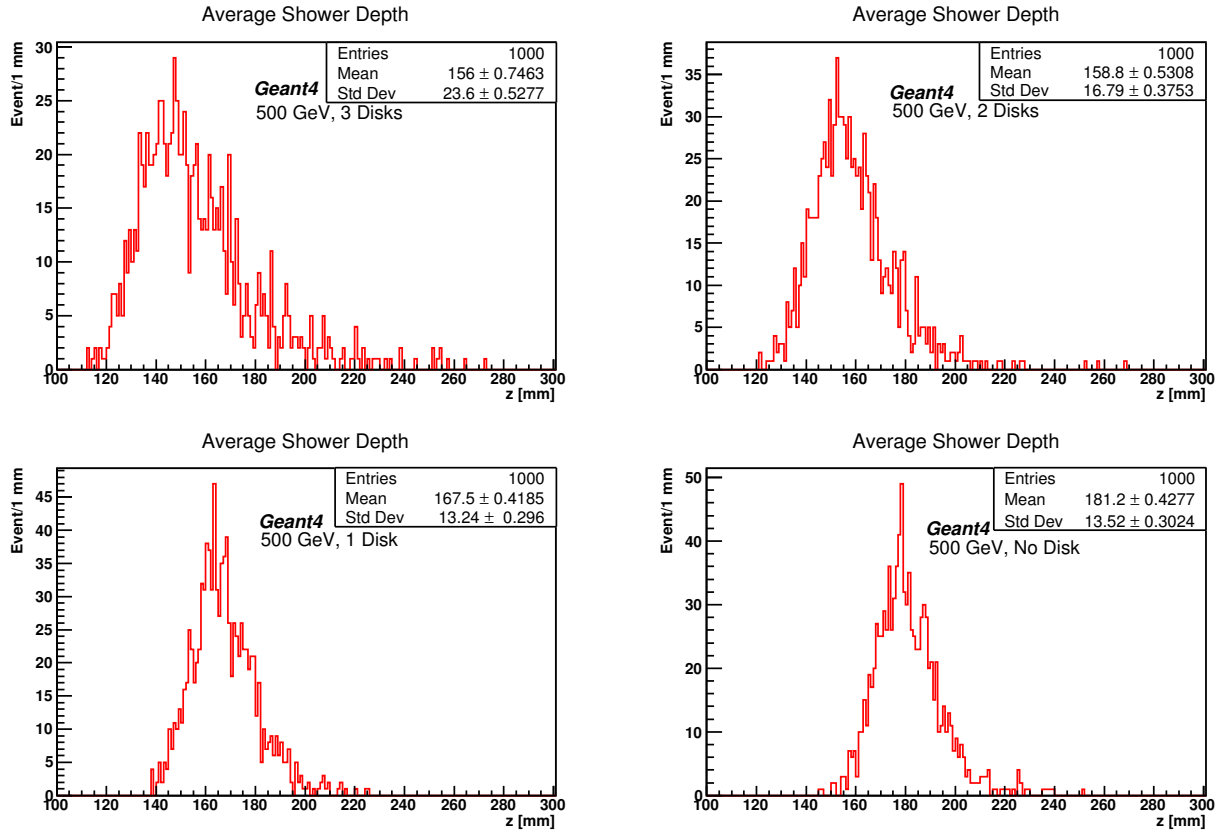 Average Shower Depth
Entries 1000
Mean 156 ± 0.7463
Std Dev 23.6 ± 0.5277
Geant4
500 GeV, 3 Disks
Event/1 mm
30
25
20
15
10
5
0
100 120 140 160 180 200 220 240 260 280 300
z [mm]
Average Shower Depth
Entries 1000
Mean 158.8 ± 0.5308
Std Dev 16.79 ± 0.3753
Geant4
500 GeV, 2 Disks
Event/1 mm
35
30
25
20
15
10
5
0
100 120 140 160 180 200 220 240 260 280 300
z [mm]
Average Shower Depth
Entries 1000
Mean 167.5 ± 0.4185
Std Dev 13.24 ± 0.296
Geant4
500 GeV, 1 Disk
Event/1 mm
45
40
35
30
25
20
15
10
5
0
100 120 140 160 180 200 220 240 260 280 300
z [mm]
Average Shower Depth
Entries 1000
Mean 181.2 ± 0.4277
Std Dev 13.52 ± 0.3024
Geant4
500 GeV, No Disk
Event/1 mm
50
40
30
20
10
0
100 120 140 160 180 200 220 240 260 280 300
z [mm]